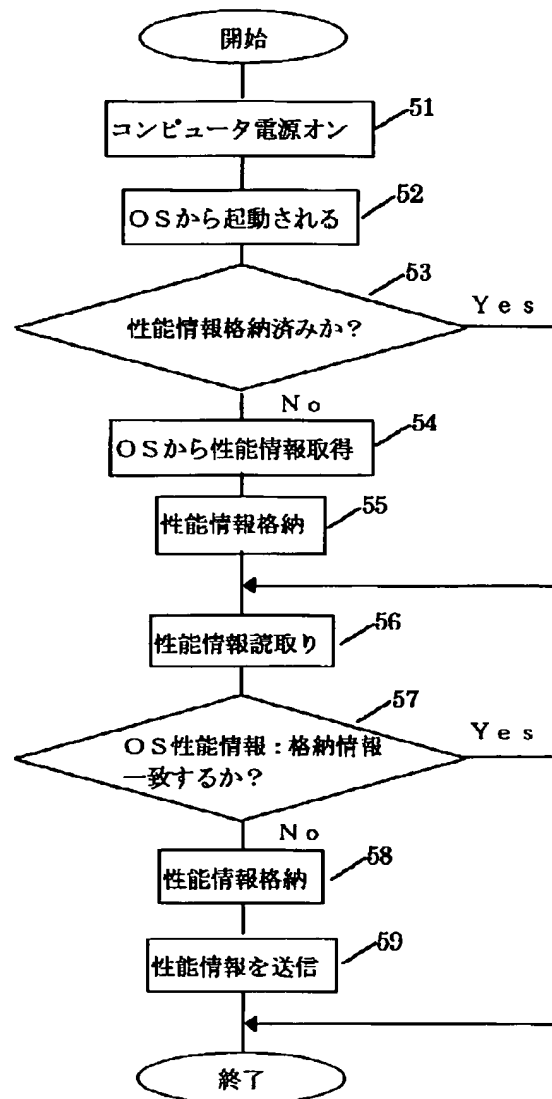 開始
51
コンピュータ電源オン
52
OSから起動される
53
性能情報格納済みか?
Yes
No
54
OSから性能情報取得
55
性能情報格納
56
性能情報読取り
57
OS性能情報:格納情報
一致するか?
Yes
No
58
性能情報格納
59
性能情報を送信
終了